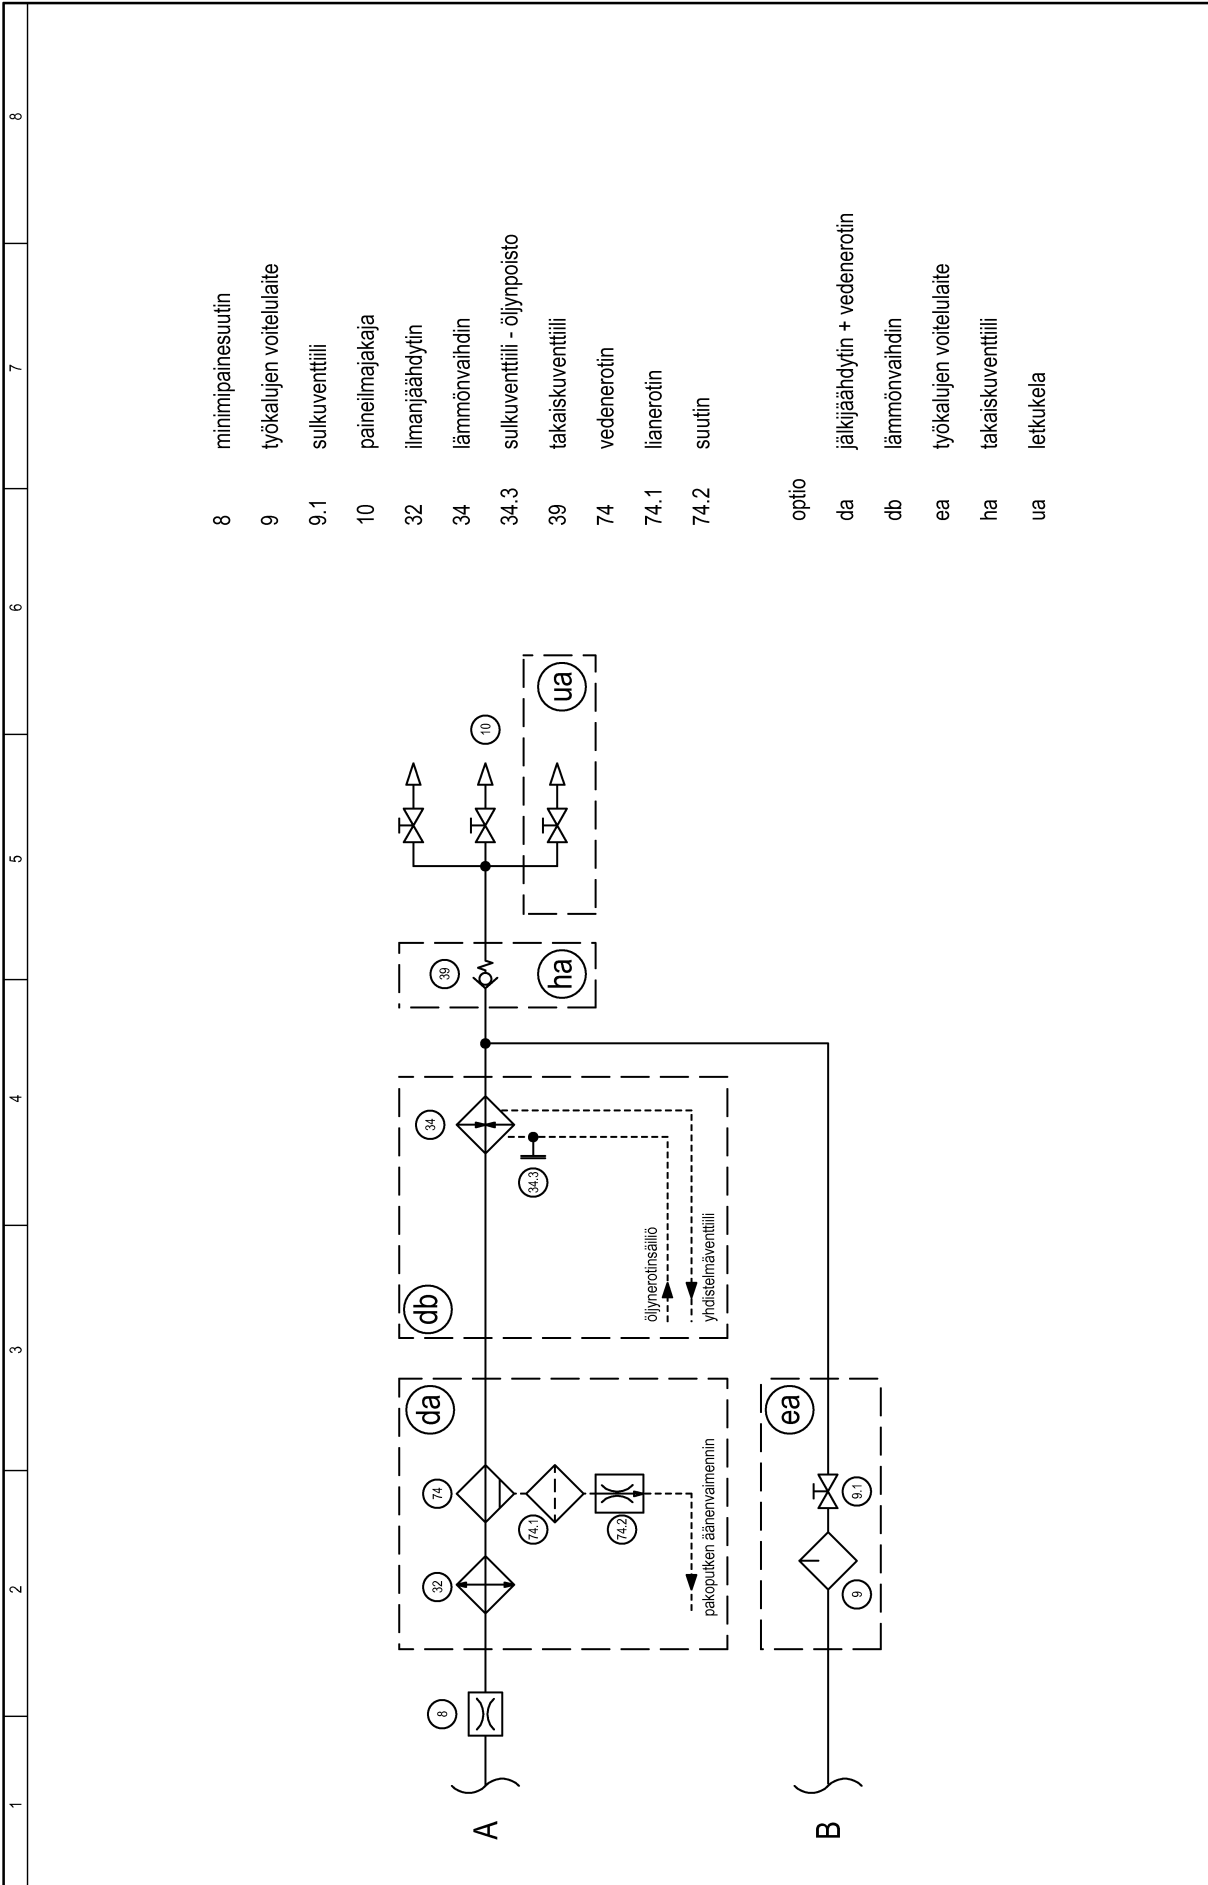 1 2 3 4 5 6 7 8
8 minimipainesuutin
9 työkalujen voitelulaite
9.1 sulkuventtiili
10 paineilmajakaja
32 ilmanjäähdytin
34 lämmönvaihdin
34.3 sulkuventtiili - öljynpoisto
39 takaiskuventtiili
74 vedenerotin
74.1 lianerotin
74.2 suutin
optio
da jälkijäähdytin + vedenerotin
db lämmönvaihdin
ea työkalujen voitelulaite
ha takaiskuventtiili
ua letkukela
A
8
32
74
74.1
74.2
da
pakoputken äänenvaimennin
db
34
34.3
öljynerotinsäiliö
yhdistelmäventtiili
39
ha
10
ua
B
9
9.1
ea